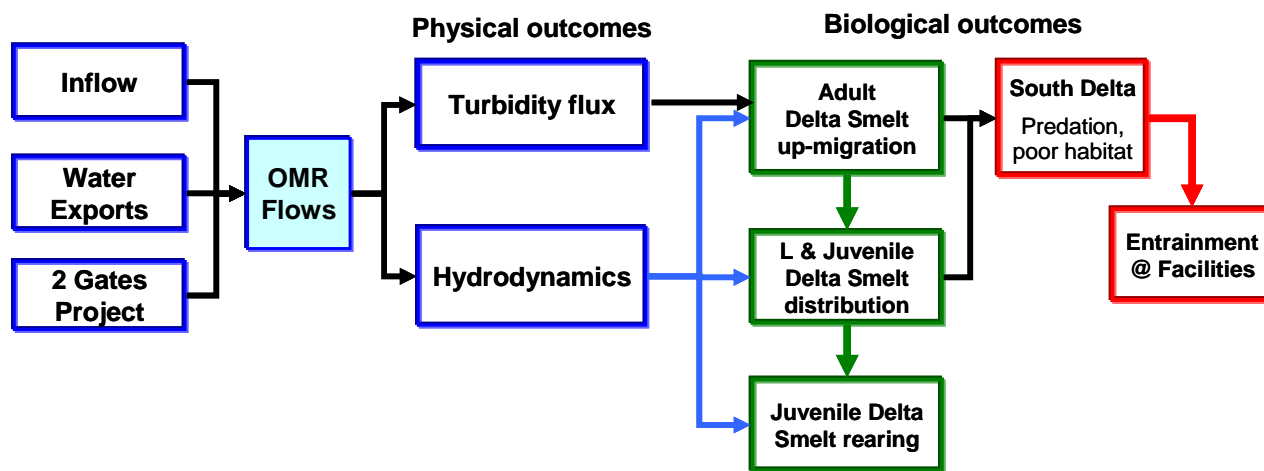 Physical outcomes
Biological outcomes
Inflow
Water
Exports
2 Gates
Project
OMR
Flows
Turbidity flux
Hydrodynamics
Adult
Delta Smelt
up-migration
L & Juvenile
Delta Smelt
distribution
Juvenile Delta
Smelt rearing
South Delta
Predation,
poor habitat
Entrainment
@ Facilities